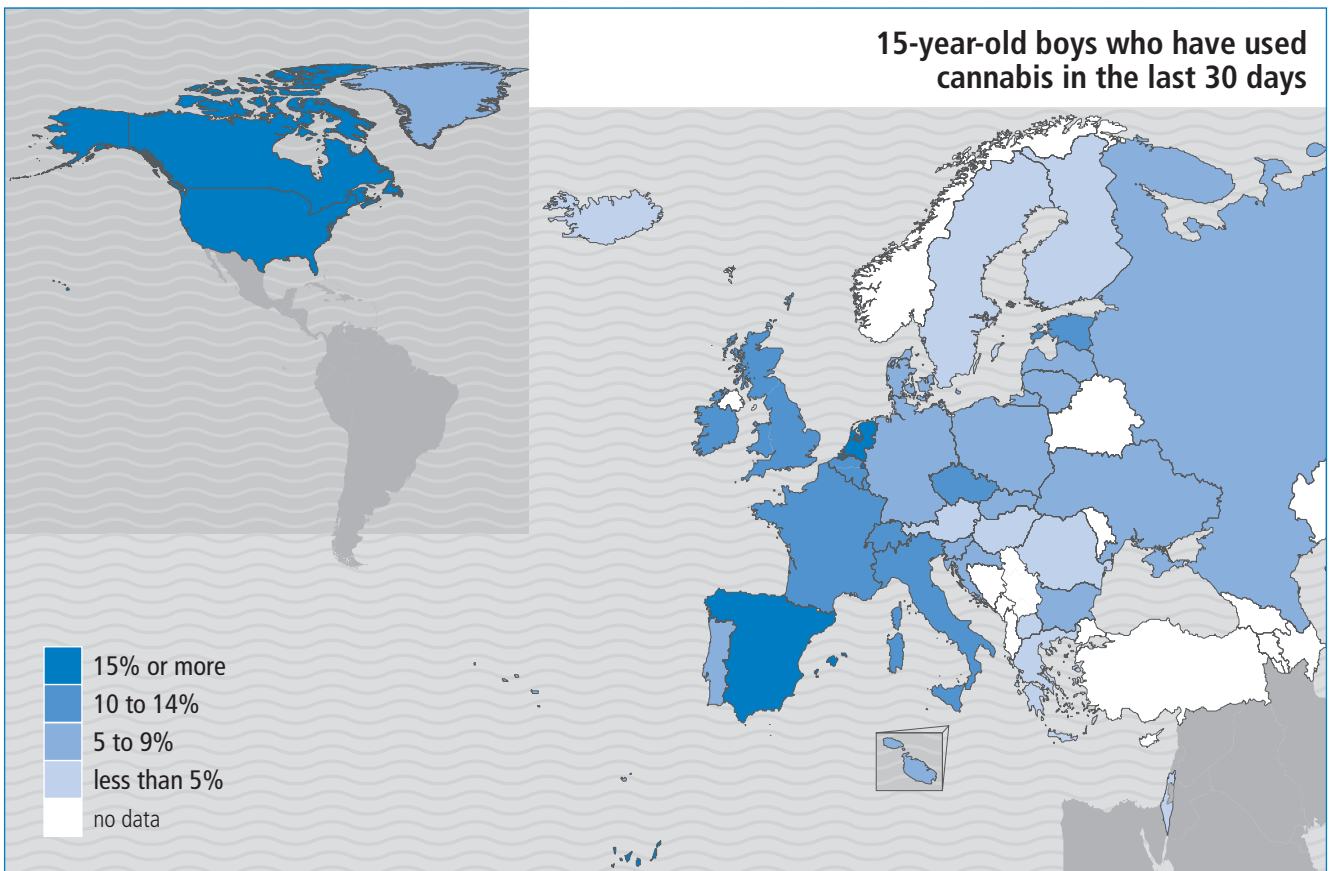 15-year-old boys who have used
cannabis in the last 30 days
15% or more
10 to 14%
5 to 9%
less than 5%
no data